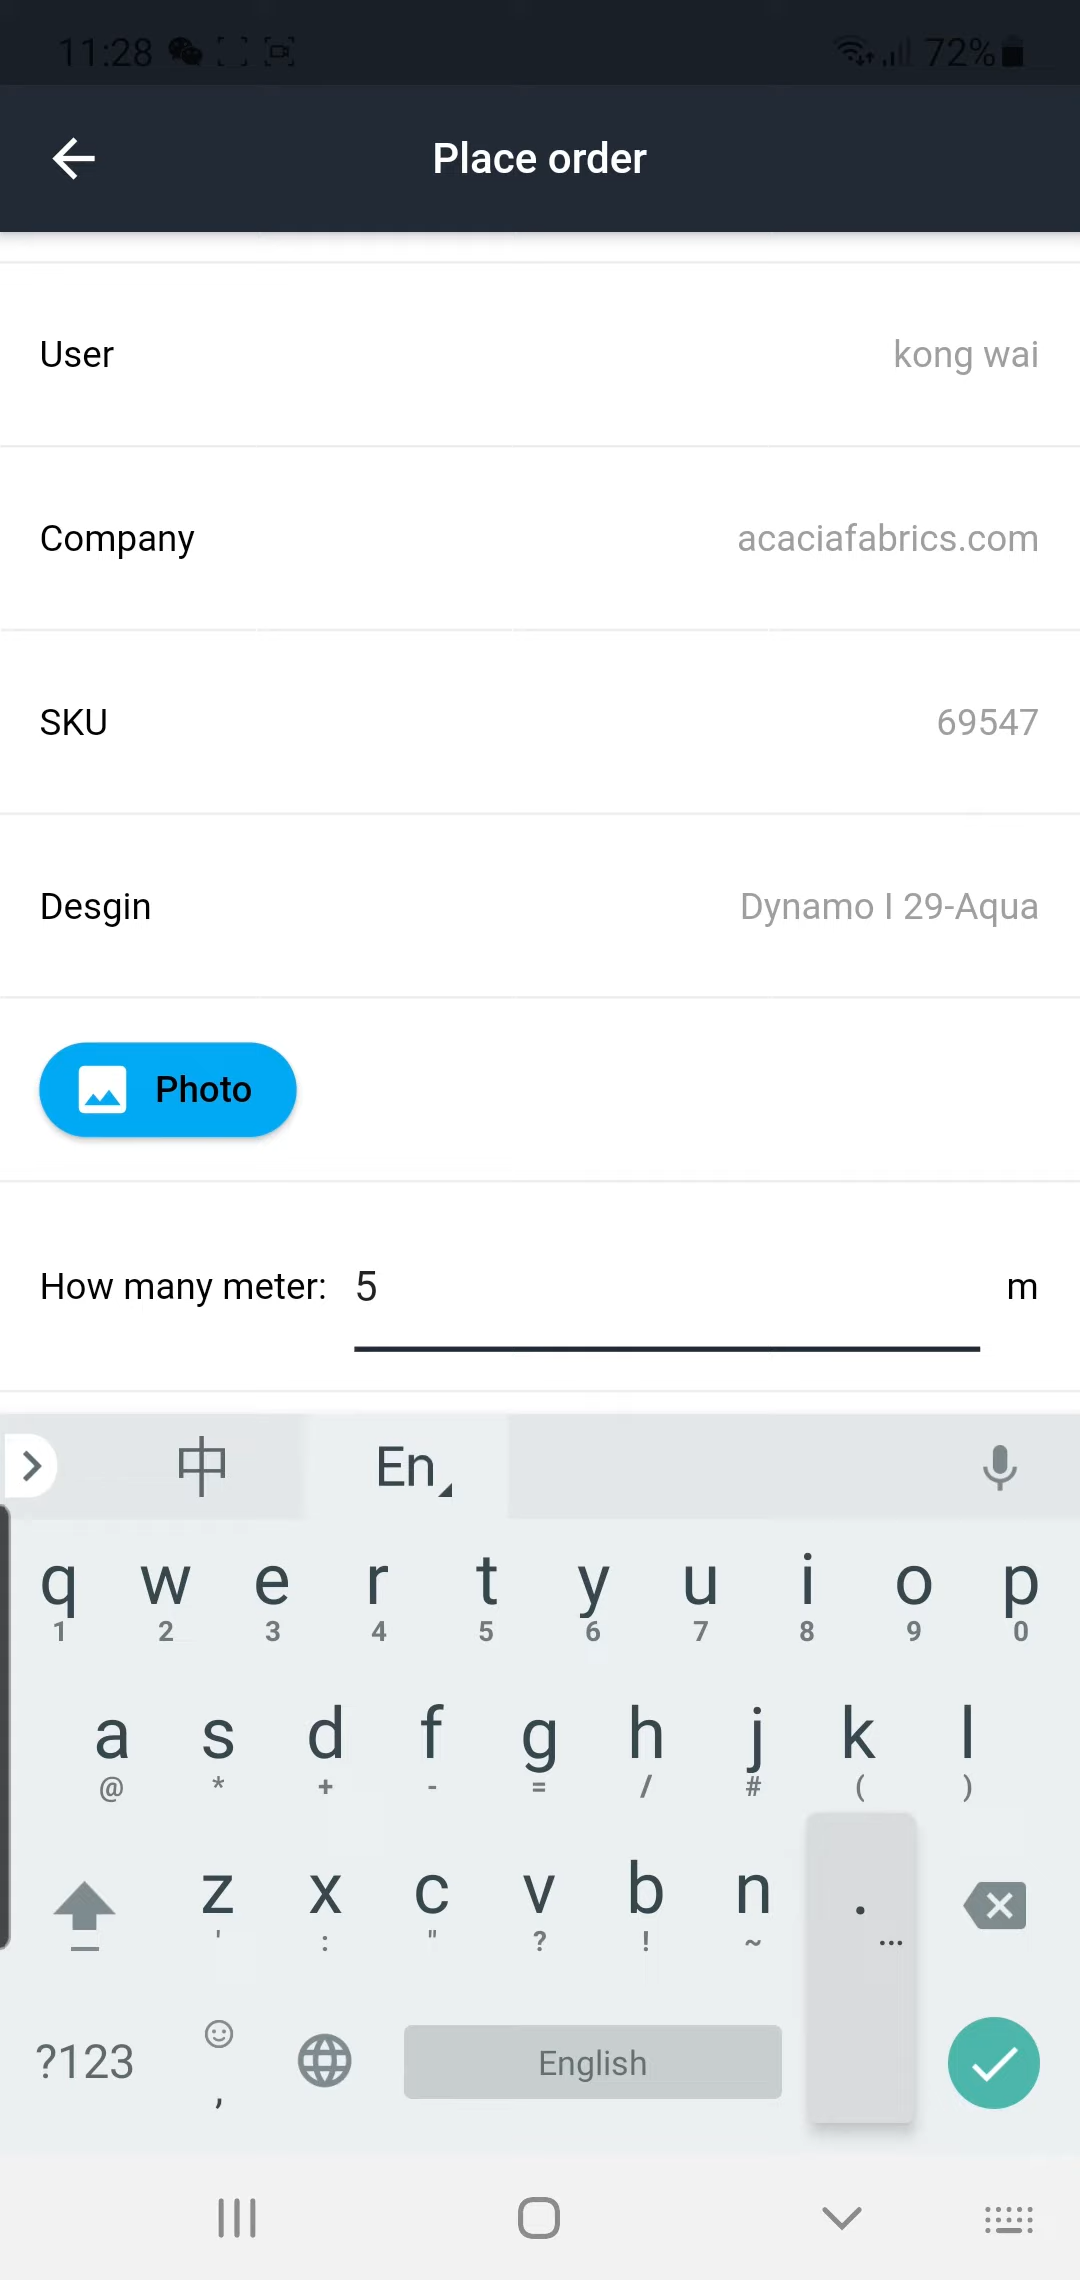 11:28 72%
Place order
User kong wai
Company acaciafabrics.com
SKU 69547
Desgin Dynamo I 29-Aqua
Photo
How many meter: 5 m
中 En
q w e r t y u i o p
1 2 3 4 5 6 7 8 9 0
a s d f g h j k l
@ * + - = / # ( )
z x c v b n .
' : " ? ! ~ ...
?123 , English